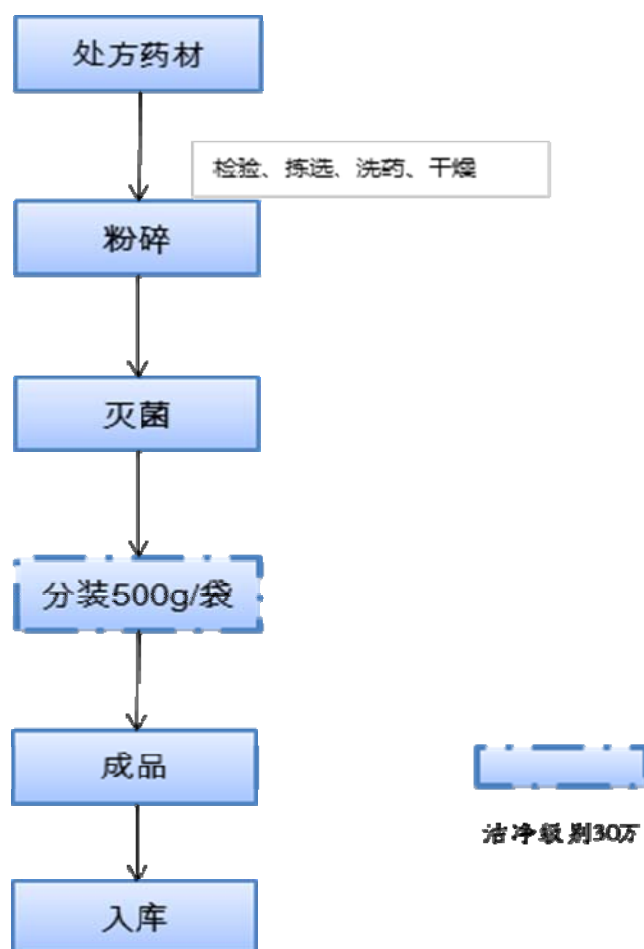 处方药材
检验、拣选、洗药、干燥
粉碎
灭菌
分装500g/袋
成品
洁净级别30万
入库